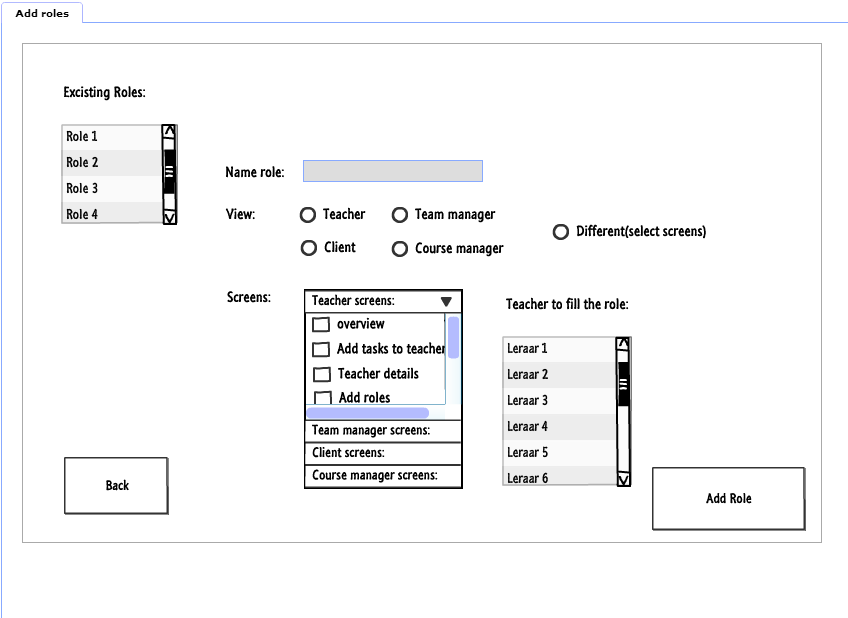 Add roles
Excisting Roles:
Role 1
Role 2
Role 3
Role 4
Name role:
View:
Teacher
Team manager
Client
Course manager
Different(select screens)
Screens:
Teacher screens:
overview
Add tasks to teacher
Teacher details
Add roles
Team manager screens:
Client screens:
Course manager screens:
Teacher to fill the role:
Leraar 1
Leraar 2
Leraar 3
Leraar 4
Leraar 5
Leraar 6
Back
Add Role